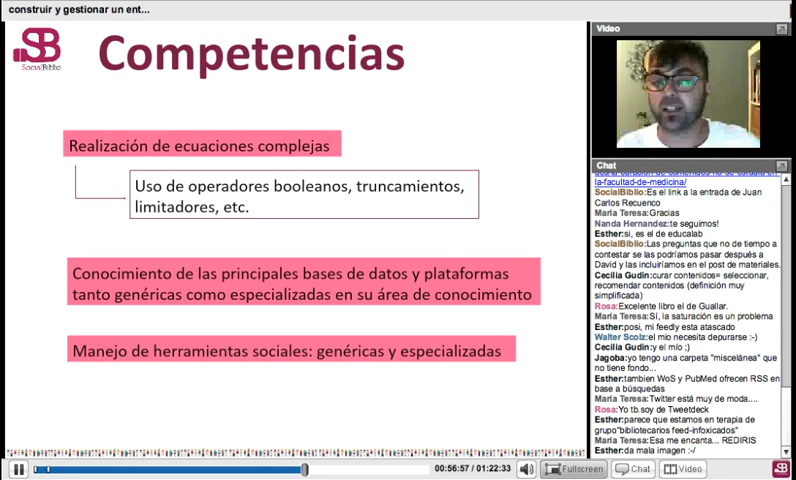 construir y gestionar un ent...
SB
SocialBiblio
Competencias
Realización de ecuaciones complejas
Uso de operadores booleanos, truncamientos,
limitadores, etc.
Conocimiento de las principales bases de datos y plataformas
tanto genéricas como especializadas en su área de conocimiento
Manejo de herramientas sociales: genéricas y especializadas
Video
Chat
la-facultad-de-medicina/
SocialBiblio:Es el link a la entrada de Juan
Carlos Recuenco
María Teresa:Gracias
Nanda Hernandez:te seguimos!
Esther:si, es el de educalab
SocialBiblio:Las preguntas que no de tiempo a
contestar se las podríamos pasar después a
David y las incluiríamos en el post de materiales.
Cecilia Gudin:curar contenidos= seleccionar,
recomendar contenidos (definición muy
simplificada)
Rosa:Excelente libro el de Guallar.
María Teresa:Sí, la saturación es un problema
Esther:posi, mi feedly esta atascado
Walter Scolz:el mio necesita depurarse :-)
Cecilia Gudin:y el mío ;)
Jagoba:yo tengo una carpeta "miscelánea" que
no tiene fondo...
Esther:tambien WoS y PubMed ofrecen RSS en
base a búsquedas
María Teresa:Twitter está muy de moda....
Rosa:Yo tb.soy de Tweetdeck
Esther:parece que estamos en terapia de
grupo"bibliotecarios feed-infoxicados"
María Teresa:Esa me encanta... REDIRIS
Esther:da mala imagen :-/
00:56:57 / 01:22:33
Fullscreen
Chat
Video
SB